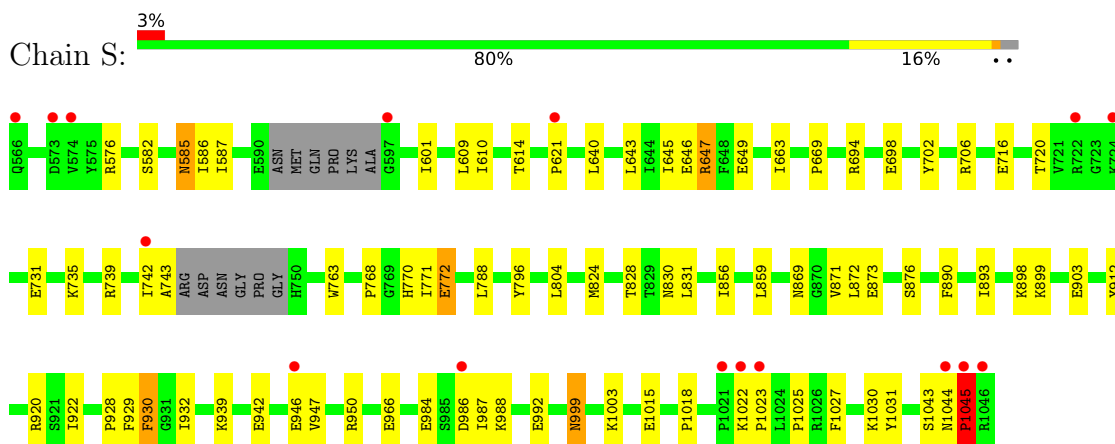 3%
Chain S:
80% 16% • •
Q566 D573 V574 Y575 R576 S582 N585 I586 I587 E590 ASN MET GLN PRO LYS ALA G597 I601 L609 I610 T614 P621 L640 L643 I644 I645 E646 R647 F648 E649 I663 P669 R694 E698 Y702 R706 E716 T720 V721 R722 G723 K724
E731 K735 R739 I742 A743 ARG ASP ASN GLY PRO GLY H750 W763 P768 G769 H770 I771 E772 L788 Y796 L804 M824 T828 T829 N830 L831 I856 L859 N869 G870 V871 L872 E873 S876 F890 I893 K898 K899 E903
R920 S921 I922 P928 F929 F930 G931 I932 K939 E942 E946 V947 R950 E966 E984 S985 D986 I987 K988 E992 N999 K1003 E1015 P1018 P1021 K1022 P1023 L1024 P1025 R1026 F1027 K1030 Y1031 S1043 N1044 P1045 R1046